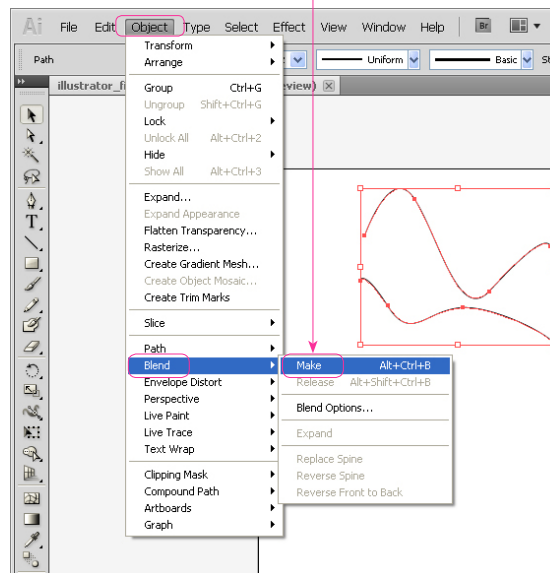 Ai File Edit Object Type Select Effect View Window Help Br
Path Uniform Basic
illustrator_fi eview)
Transform
Arrange
Group Ctrl+G
Ungroup Shift+Ctrl+G
Lock
Unlock All Alt+Ctrl+2
Hide
Show All Alt+Ctrl+3
Expand...
Expand Appearance
Flatten Transparency...
Rasterize...
Create Gradient Mesh...
Create Object Mosaic...
Create Trim Marks
Slice
Path
Blend
Envelope Distort
Perspective
Live Paint
Live Trace
Text Wrap
Clipping Mask
Compound Path
Artboards
Graph
Make Alt+Ctrl+B
Release Alt+Shift+Ctrl+B
Blend Options...
Expand
Replace Spine
Reverse Spine
Reverse Front to Back